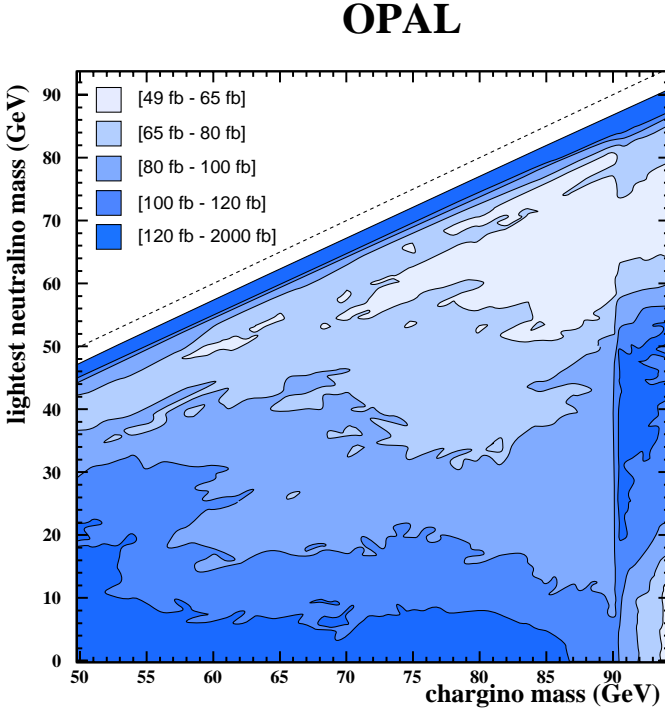 OPAL
lightest neutralino mass ((GeV)
90
80
70
60
50
40
30
20
10
0
[49 fb - 65 fb]
[65 fb - 80 fb]
[80 fb - 100 fb]
[100 fb - 120 fb]
[120 fb - 2000 fb]
50 55 60 65 70 75 80 85 90
chargino mass (GeV)